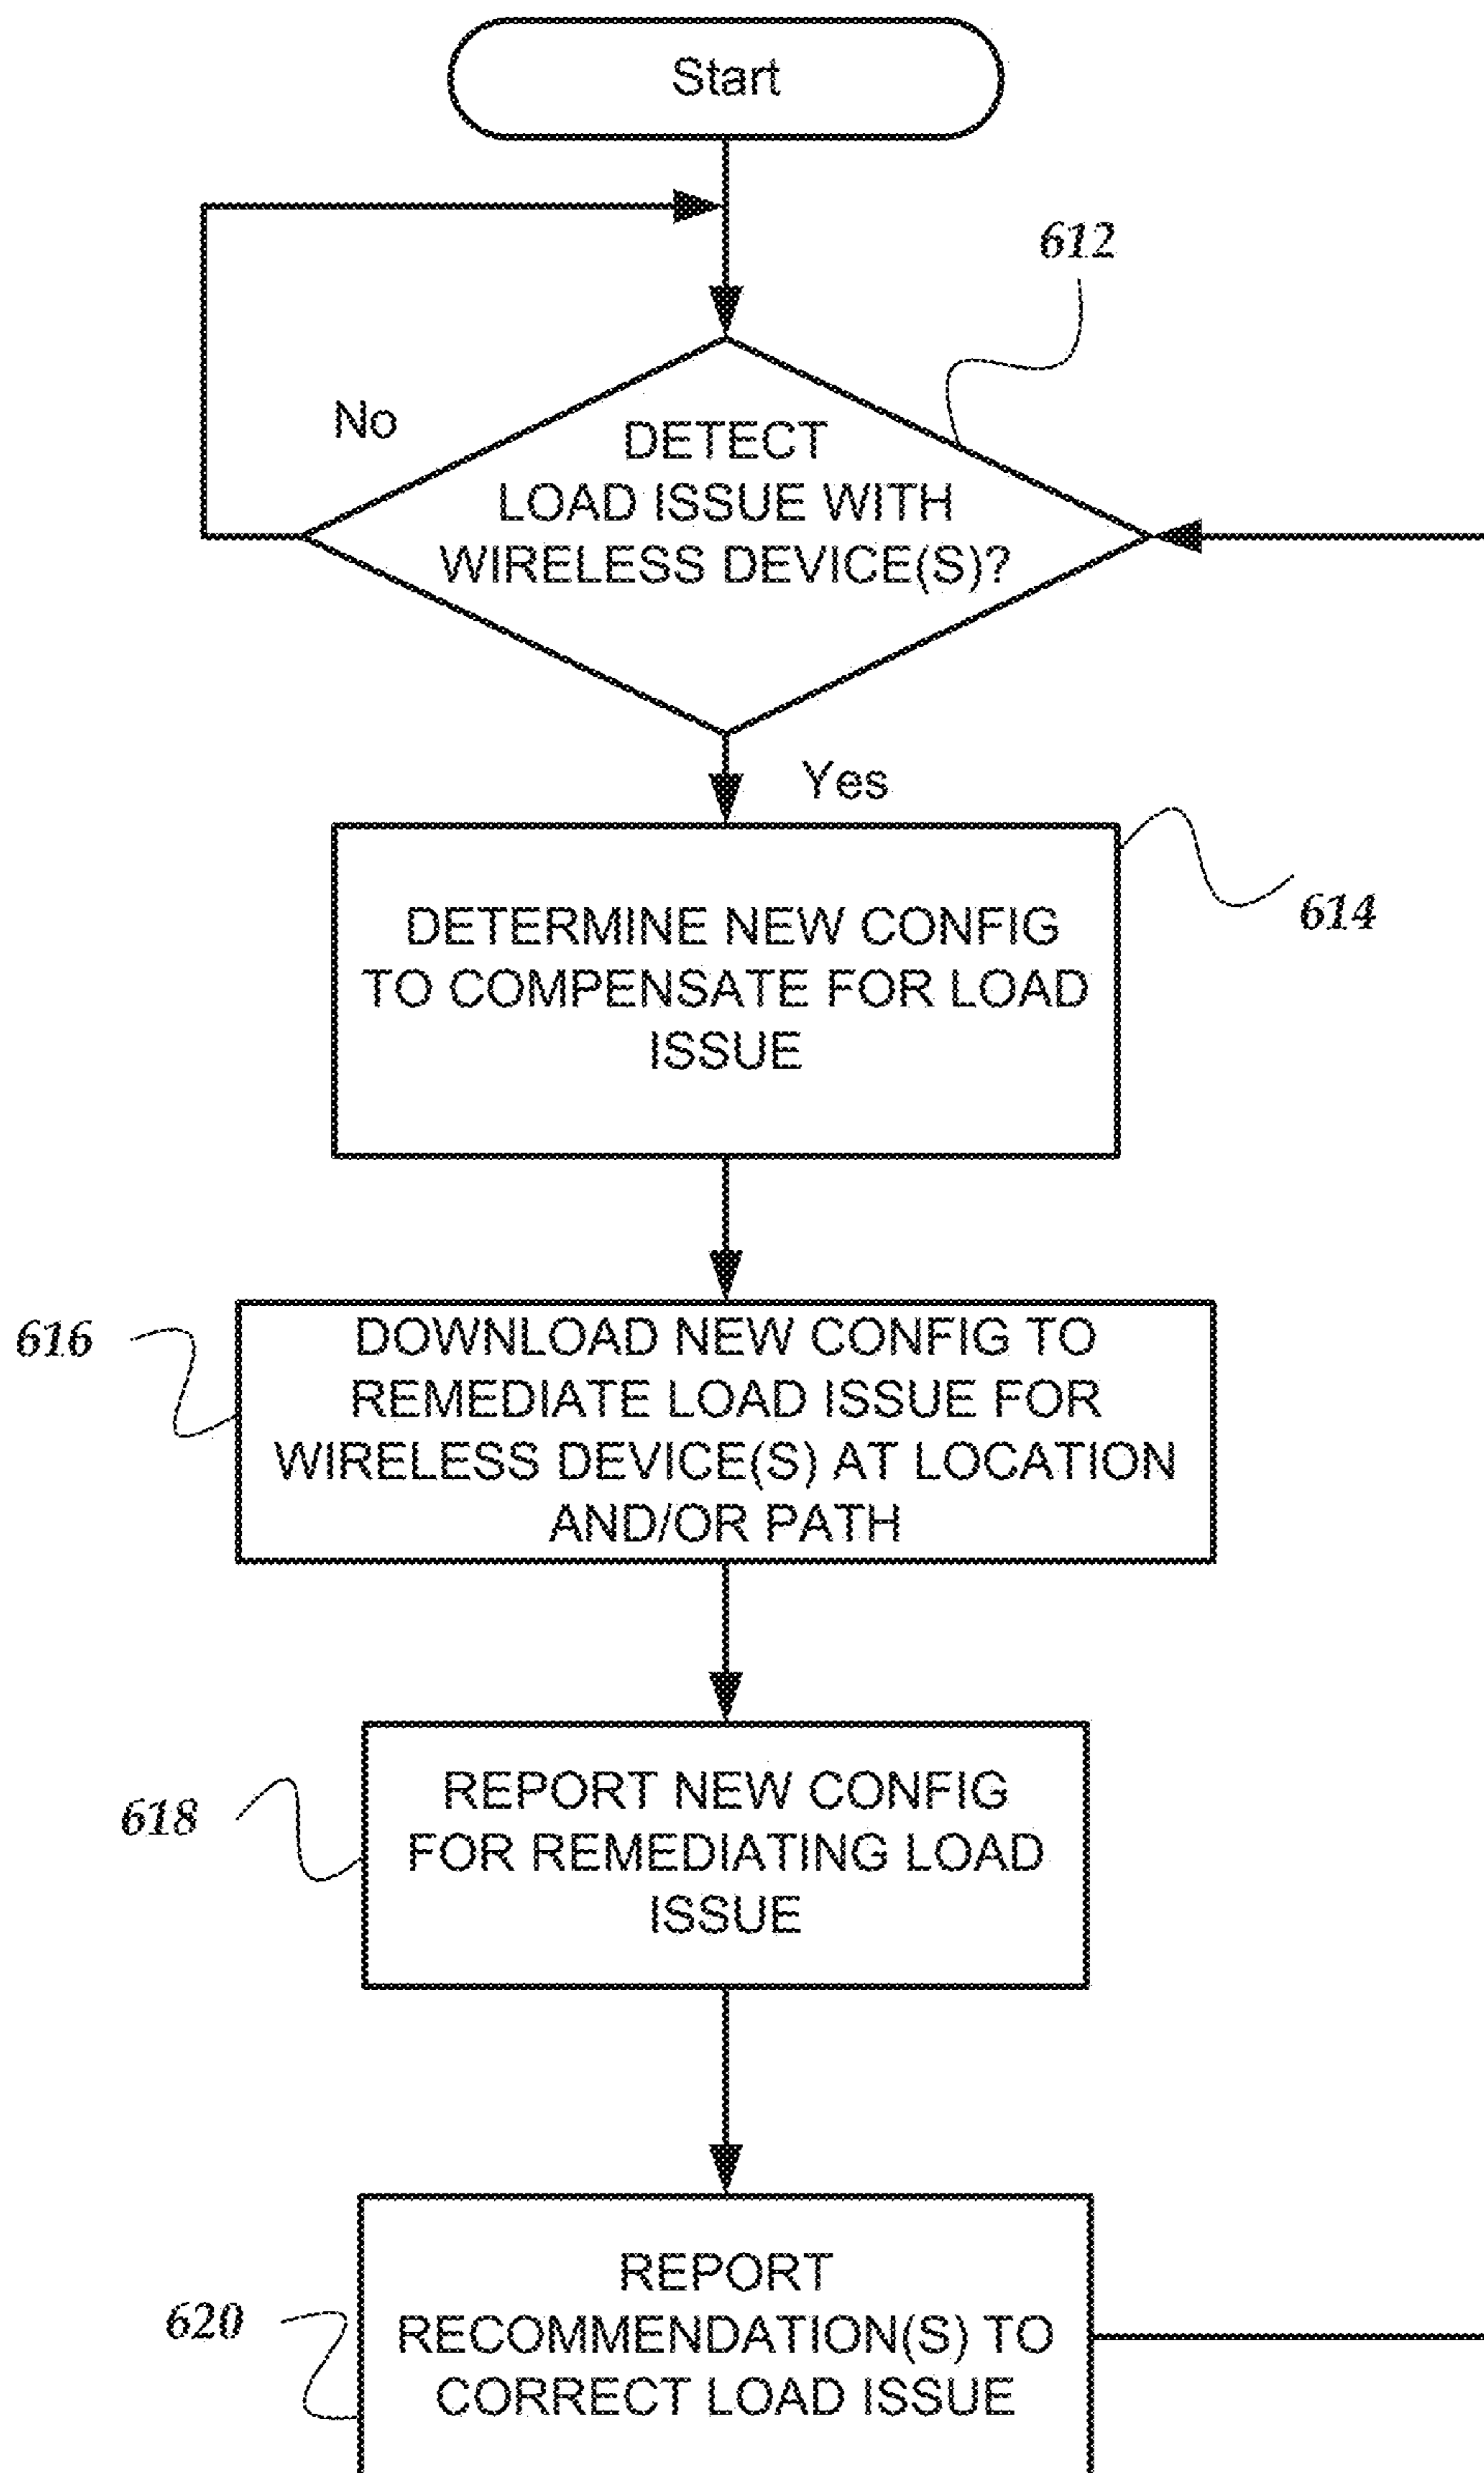 Start
612
No
DETECT
LOAD ISSUE WITH
WIRELESS DEVICE(S)?
Yes
614
DETERMINE NEW CONFIG
TO COMPENSATE FOR LOAD
ISSUE
616
DOWNLOAD NEW CONFIG TO
REMEDIATE LOAD ISSUE FOR
WIRELESS DEVICE(S) AT LOCATION
AND/OR PATH
618
REPORT NEW CONFIG
FOR REMEDIATING LOAD
ISSUE
620
REPORT
RECOMMENDATION(S) TO
CORRECT LOAD ISSUE